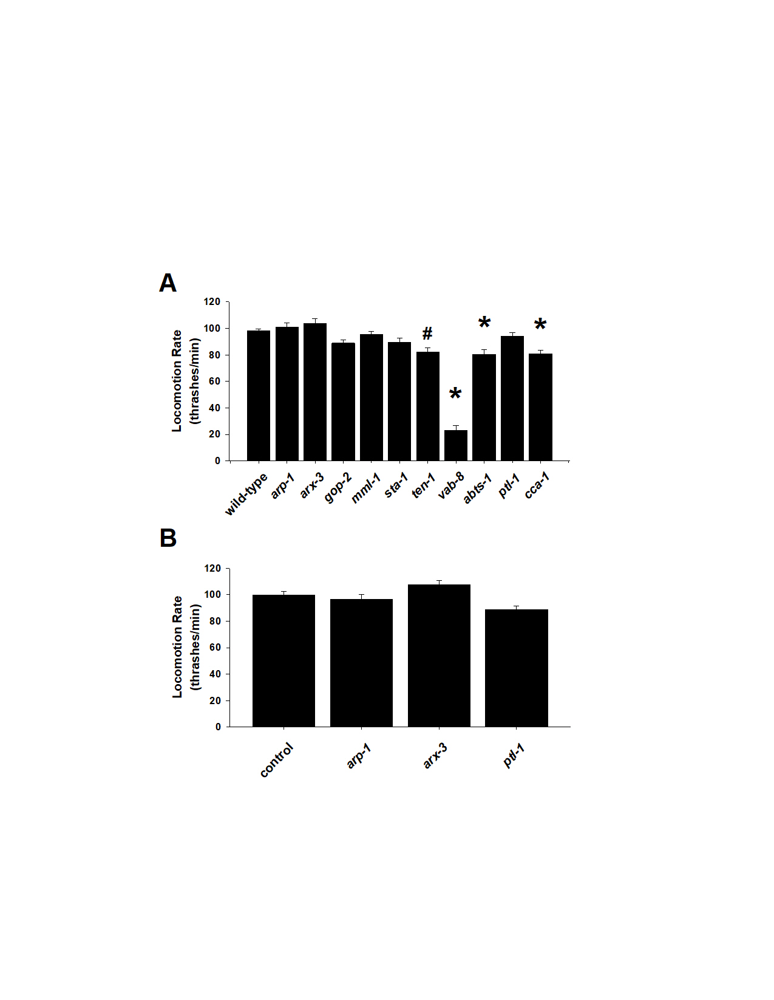 A
120
100
80
60
40
20
0
Locomotion Rate
(thrashes/min)
#
*
*
*
wild-type
arp-1
arx-3
gop-2
mml-1
sta-1
ten-1
vab-8
abts-1
ptl-1
cca-1
B
120
100
80
60
40
20
0
Locomotion Rate
(thrashes/min)
control
arp-1
arx-3
ptl-1